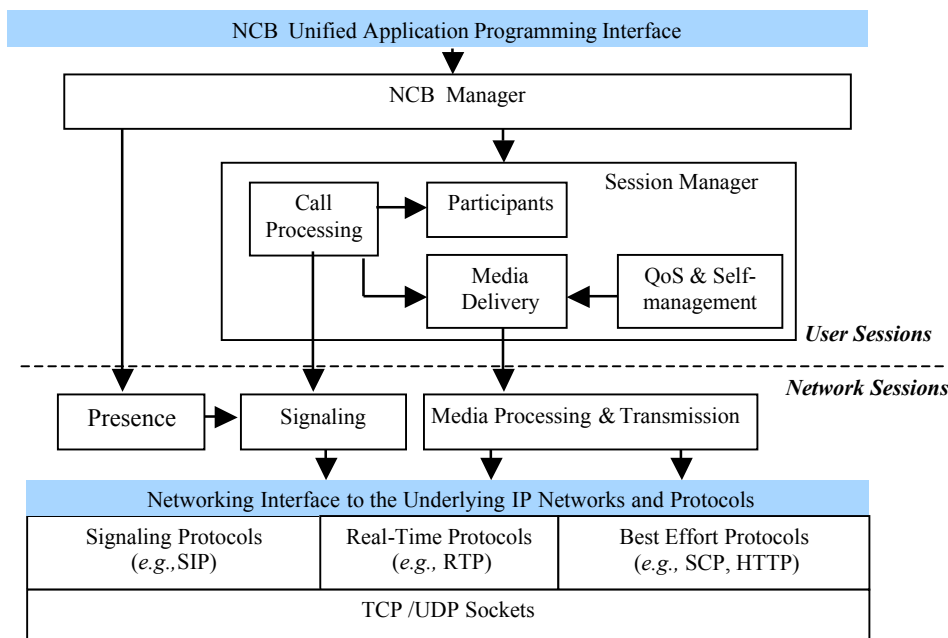 NCB Unified Application Programming Interface
NCB Manager
Session Manager
Call
Processing
Participants
Media
Delivery
QoS & Self-
management
User Sessions
Network Sessions
Presence
Signaling
Media Processing & Transmission
Networking Interface to the Underlying IP Networks and Protocols
Signaling Protocols
(e.g.,SIP)
Real-Time Protocols
(e.g., RTP)
Best Effort Protocols
(e.g., SCP, HTTP)
TCP /UDP Sockets